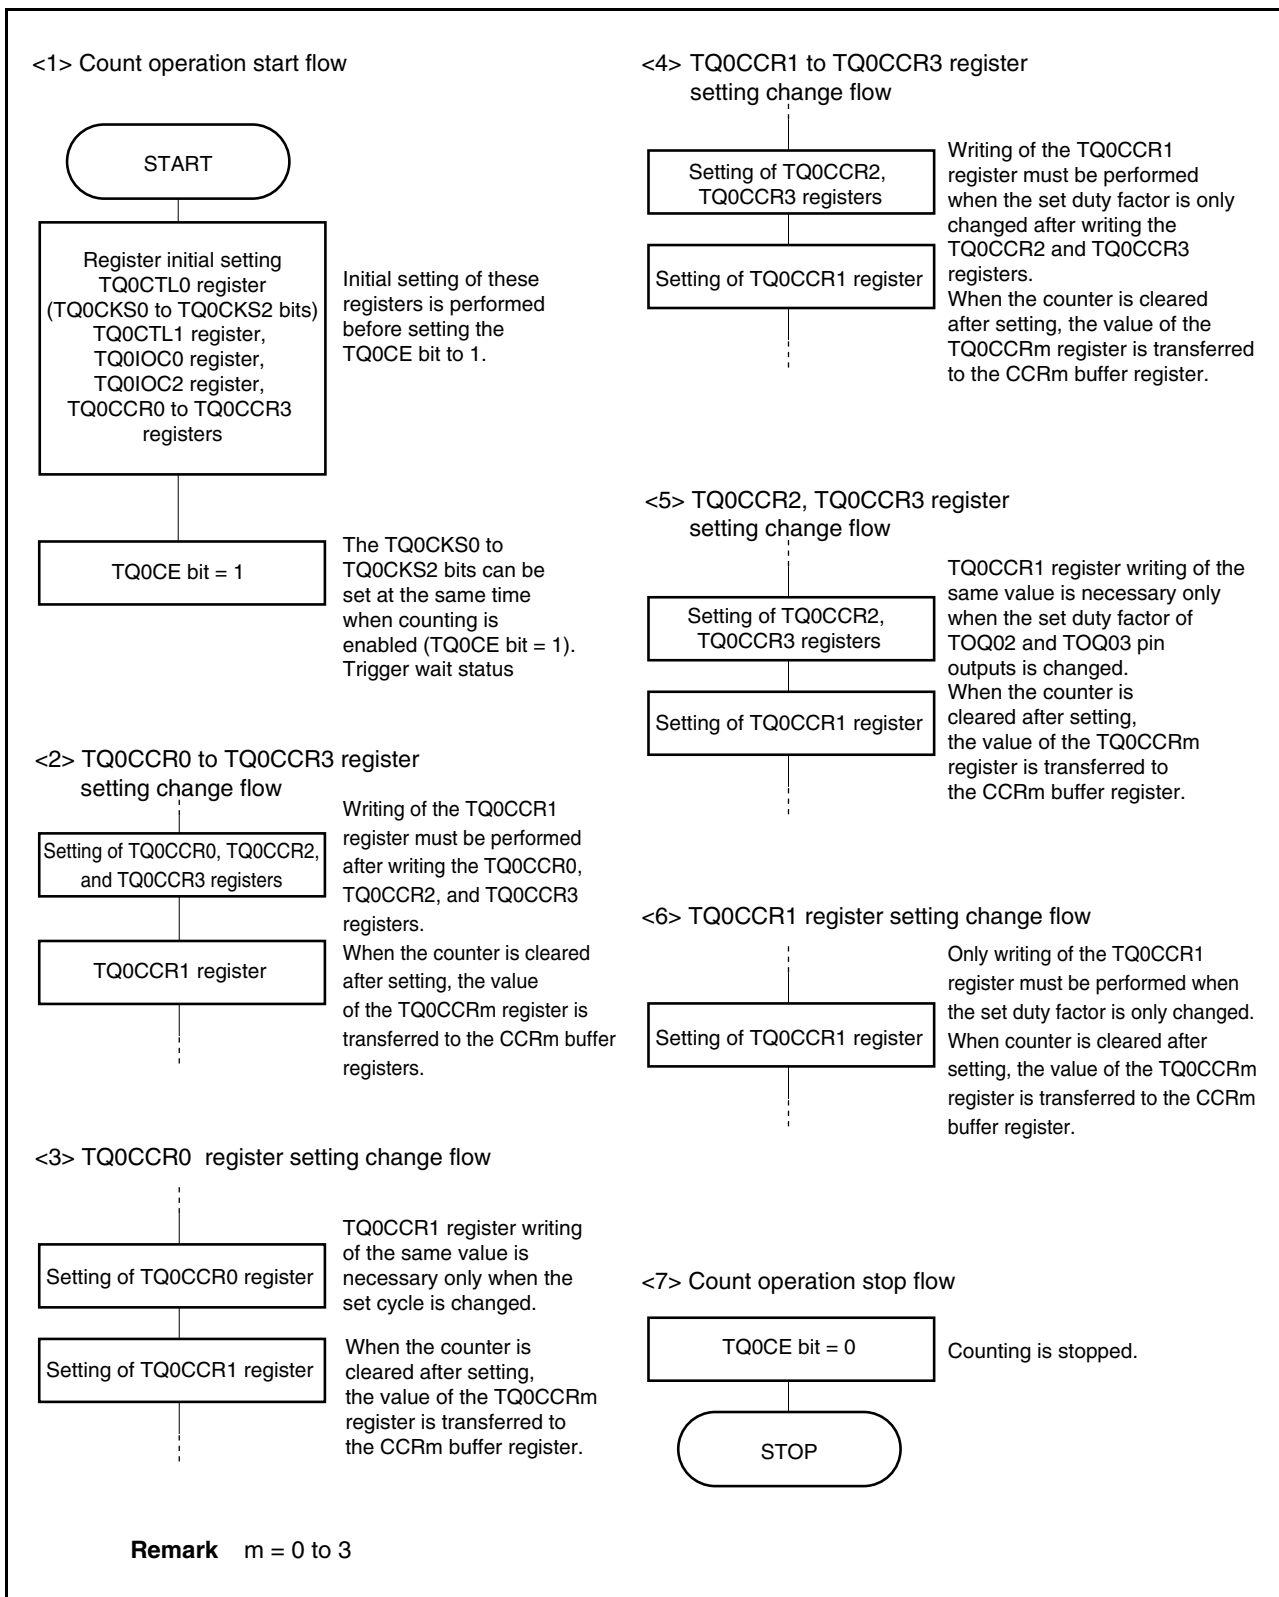 <1> Count operation start flow
START
Register initial setting
TQ0CTL0 register
(TQ0CKS0 to TQ0CKS2 bits)
TQ0CTL1 register,
TQ0IOC0 register,
TQ0IOC2 register,
TQ0CCR0 to TQ0CCR3
registers
Initial setting of these
registers is performed
before setting the
TQ0CE bit to 1.
TQ0CE bit = 1
The TQ0CKS0 to
TQ0CKS2 bits can be
set at the same time
when counting is
enabled (TQ0CE bit = 1).
Trigger wait status
<2> TQ0CCR0 to TQ0CCR3 register
setting change flow
Setting of TQ0CCR0, TQ0CCR2,
and TQ0CCR3 registers
TQ0CCR1 register
Writing of the TQ0CCR1
register must be performed
after writing the TQ0CCR0,
TQ0CCR2, and TQ0CCR3
registers.
When the counter is cleared
after setting, the value
of the TQ0CCRm register is
transferred to the CCRm buffer
registers.
<3> TQ0CCR0 register setting change flow
Setting of TQ0CCR0 register
TQ0CCR1 register writing
of the same value is
necessary only when the
set cycle is changed.
Setting of TQ0CCR1 register
When the counter is
cleared after setting,
the value of the TQ0CCRm
register is transferred to
the CCRm buffer register.
<4> TQ0CCR1 to TQ0CCR3 register
setting change flow
Setting of TQ0CCR2,
TQ0CCR3 registers
Setting of TQ0CCR1 register
Writing of the TQ0CCR1
register must be performed
when the set duty factor is only
changed after writing the
TQ0CCR2 and TQ0CCR3
registers.
When the counter is cleared
after setting, the value of the
TQ0CCRm register is transferred
to the CCRm buffer register.
<5> TQ0CCR2, TQ0CCR3 register
setting change flow
Setting of TQ0CCR2,
TQ0CCR3 registers
Setting of TQ0CCR1 register
TQ0CCR1 register writing of the
same value is necessary only
when the set duty factor of
TOQ02 and TOQ03 pin
outputs is changed.
When the counter is
cleared after setting,
the value of the TQ0CCRm
register is transferred to
the CCRm buffer register.
<6> TQ0CCR1 register setting change flow
Setting of TQ0CCR1 register
Only writing of the TQ0CCR1
register must be performed when
the set duty factor is only changed.
When counter is cleared after
setting, the value of the TQ0CCRm
register is transferred to the CCRm
buffer register.
<7> Count operation stop flow
TQ0CE bit = 0
Counting is stopped.
STOP
Remark m = 0 to 3